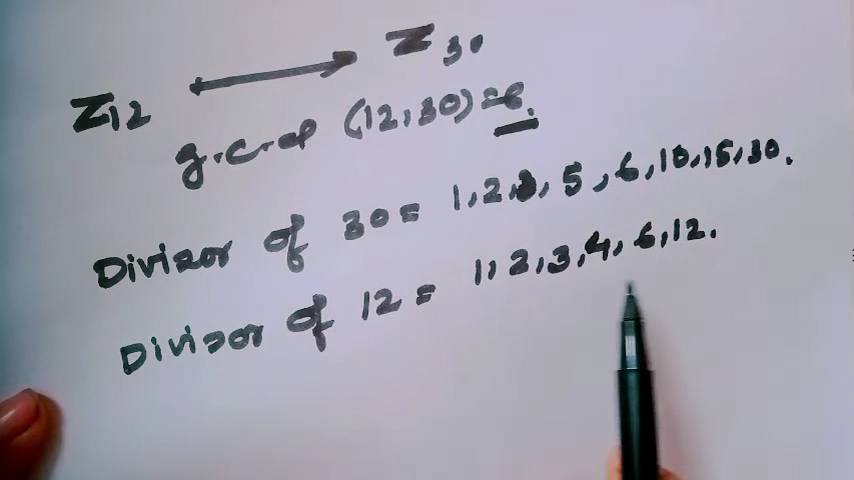 Z12 ⟷ Z30
g.c.d (12,30)=6.
Divisor of 30 = 1,2,3,5,6,10,15,30.
Divisor of 12 = 1,2,3,4,6,12.